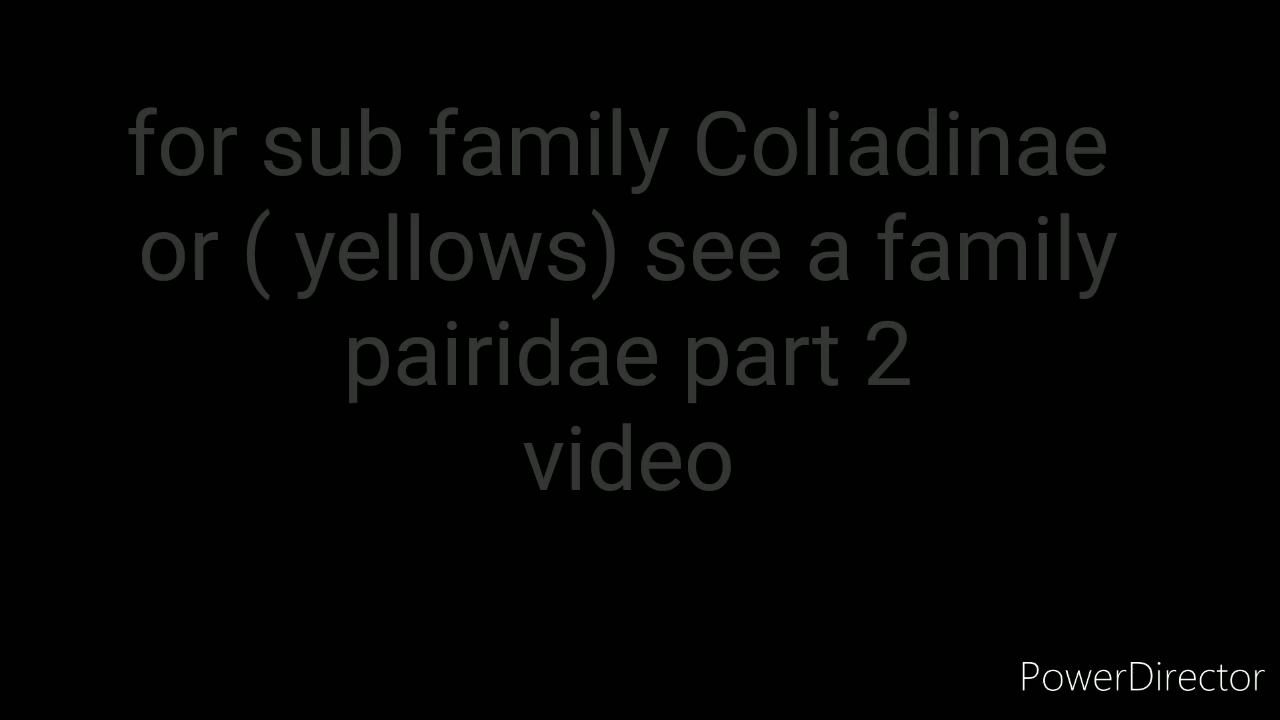 for sub family Coliadinae
or ( yellows) see a family
pairidae part 2
video
PowerDirector